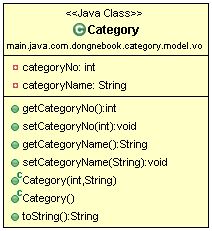 <<Java Class>>
C Category
main.java.com.dongnebook.category.model.vo
categoryNo: int
categoryName: String
getCategoryNo():int
setCategoryNo(int):void
getCategoryName():String
setCategoryName(String):void
C Category(int,String)
C Category()
toString():String